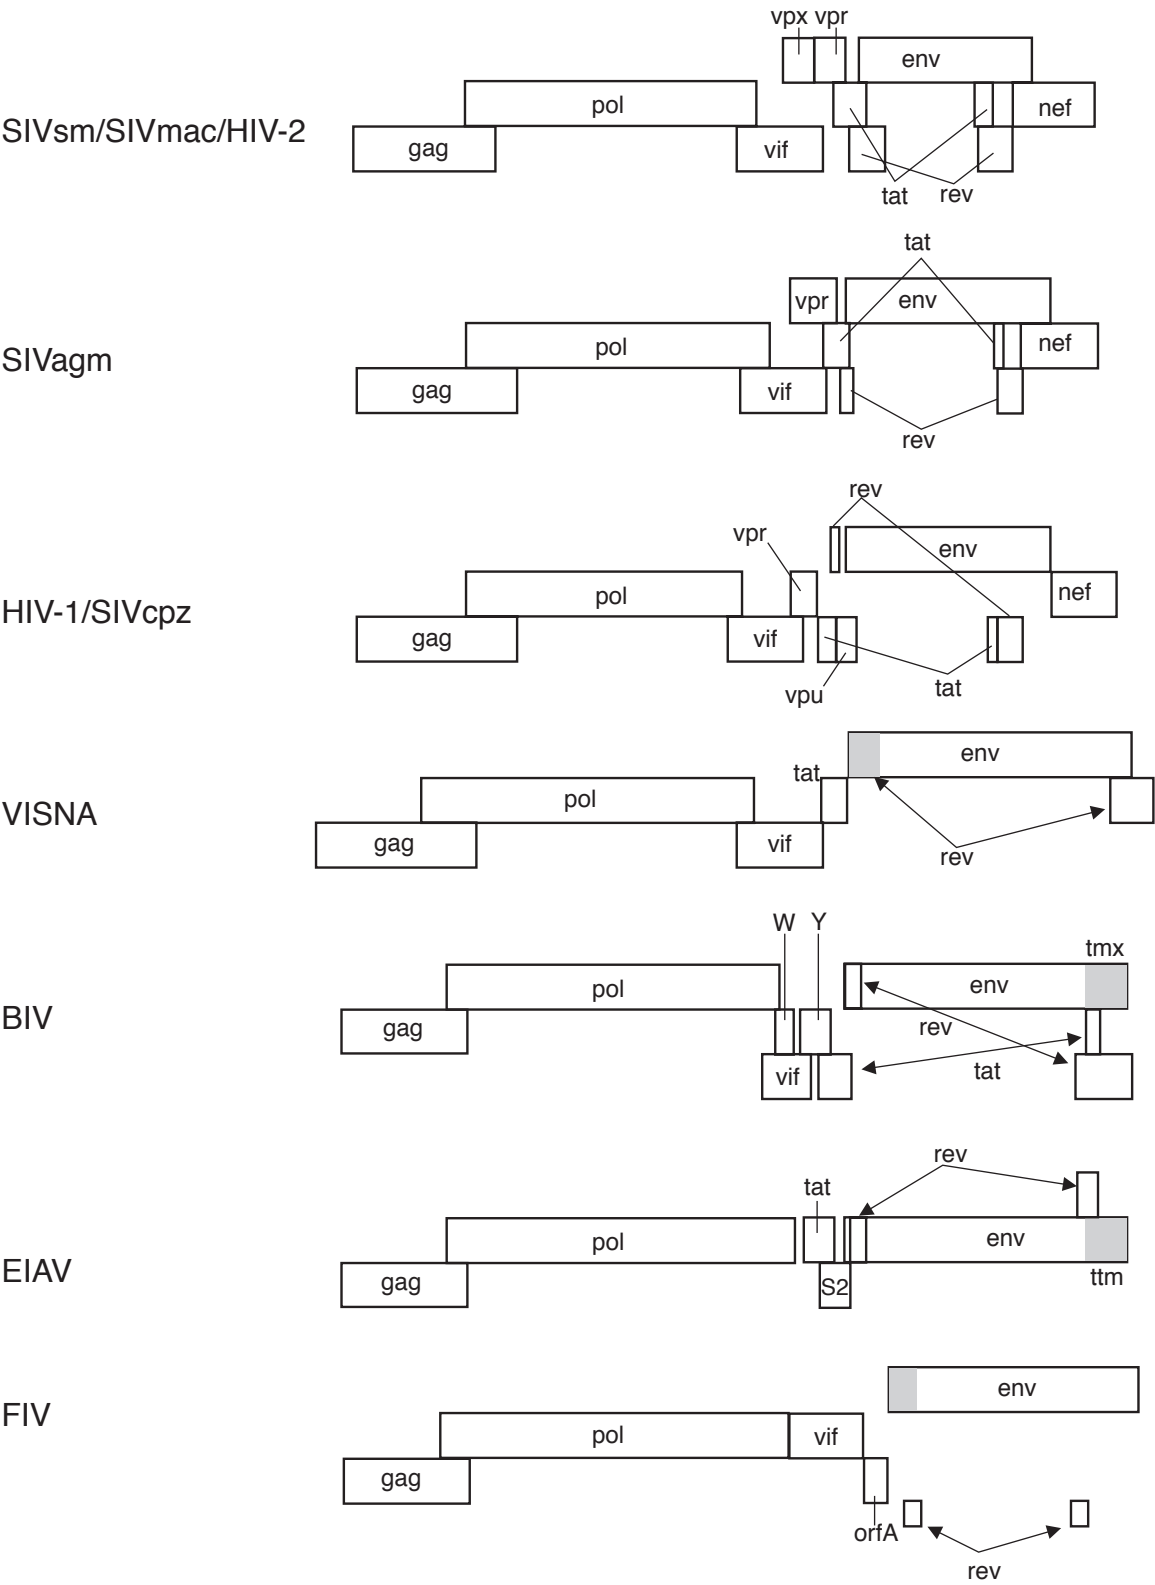 vpx vpr
env
pol
nef
SIVsm/SIVmac/HIV-2
gag
vif
tat rev
tat
vpr
env
pol
nef
SIVagm
gag
vif
rev
rev
vpr
env
pol
nef
HIV-1/SIVcpz
gag
vif
vpu
tat
env
tat
pol
VISNA
gag
vif
rev
W Y
tmx
pol
env
BIV
gag
rev
vif
tat
rev
tat
pol
env
EIAV
gag
S2
ttm
env
FIV
pol
vif
gag
orfA
rev